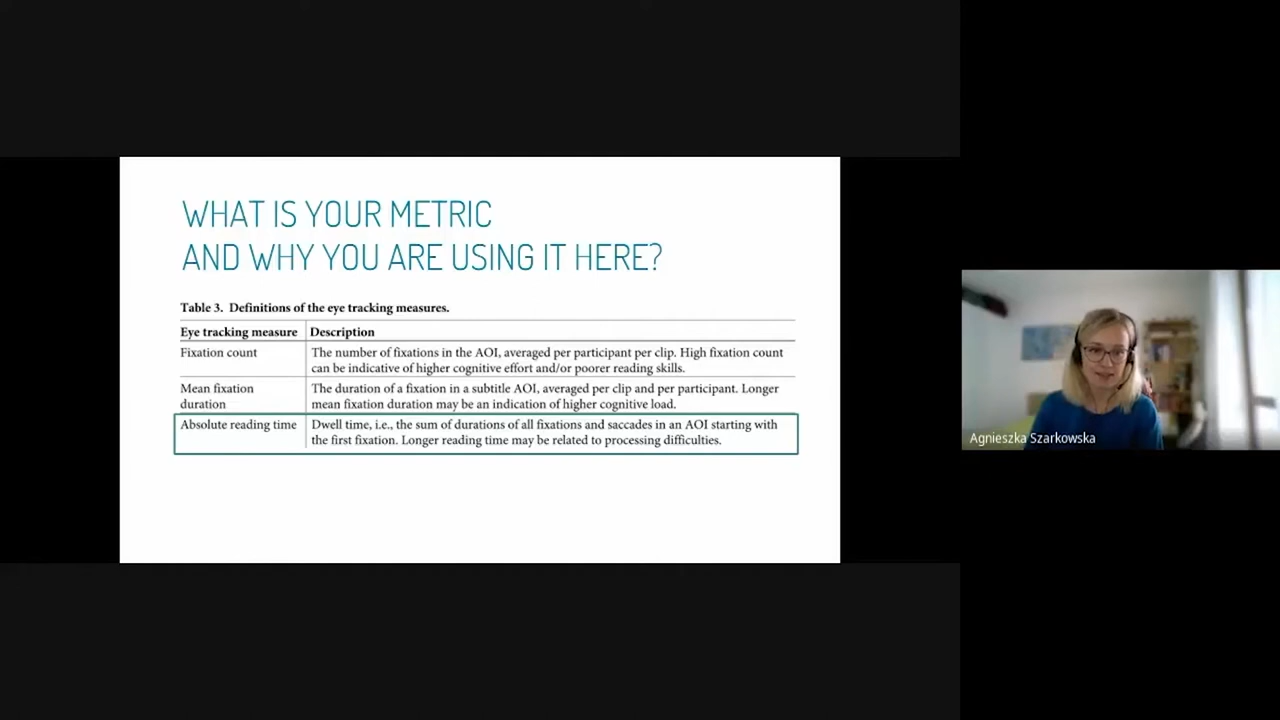 WHAT IS YOUR METRIC
AND WHY YOU ARE USING IT HERE?
Table 3. Definitions of the eye tracking measures.
Eye tracking measure Description
Fixation count The number of fixations in the AOI, averaged per participant per clip. High fixation count
can be indicative of higher cognitive effort and/or poorer reading skills.
Mean fixation The duration of a fixation in a subtitle AOI, averaged per clip and per participant. Longer
duration mean fixation duration may be an indication of higher cognitive load.
Absolute reading time Dwell time, i.e., the sum of durations of all fixations and saccades in an AOI starting with
the first fixation. Longer reading time may be related to processing difficulties.
Agnieszka Szarkowska